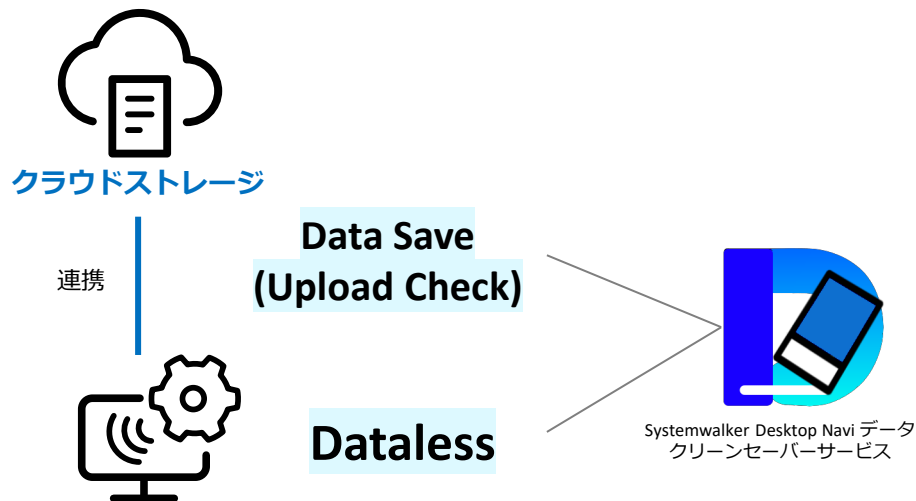 クラウドストレージ
連携
Data Save
(Upload Check)
Dataless
Systemwalker Desktop Navi データ
クリーンセーバーサービス